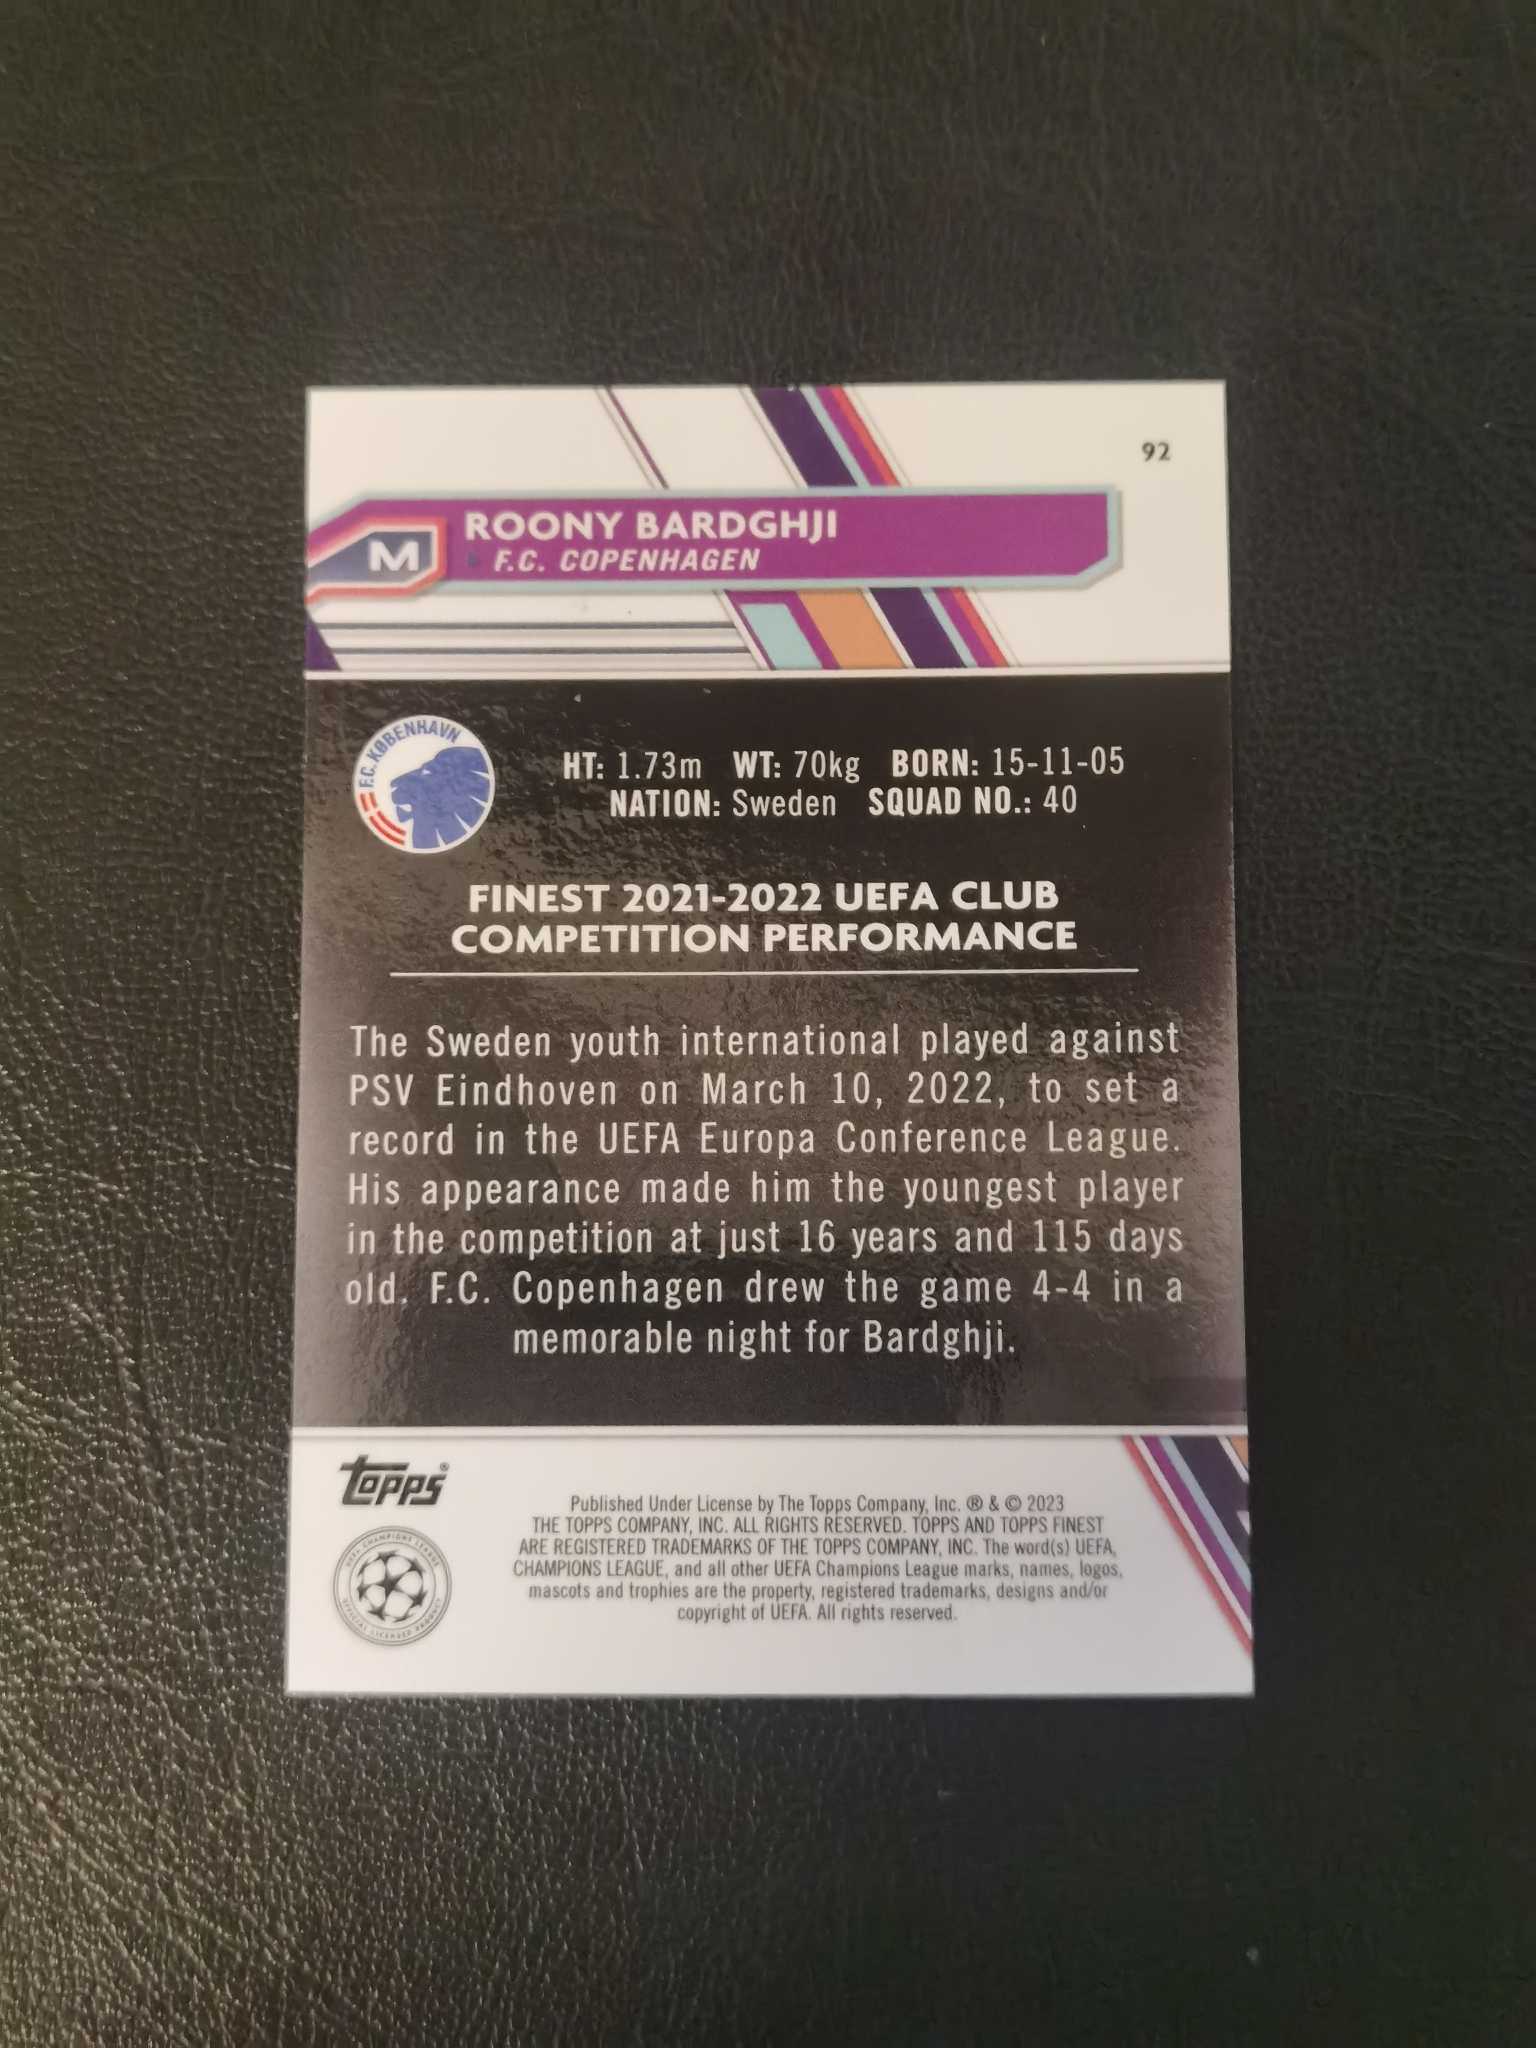 92
ROONY BARDGHJI
M
F.C. COPENHAGEN
F.C. KØBENHAVN
HT: 1.73m WT: 70kg BORN: 15-11-05
NATION: Sweden SQUAD NO.: 40
FINEST 2021-2022 UEFA CLUB
COMPETITION PERFORMANCE
The Sweden youth international played against
PSV Eindhoven on March 10, 2022, to set a
record in the UEFA Europa Conference League.
His appearance made him the youngest player
in the competition at just 16 years and 115 days
old. F.C. Copenhagen drew the game 4-4 in a
memorable night for Bardghji.
topps®
Published Under License by The Topps Company, Inc. ® & © 2023
THE TOPPS COMPANY, INC. ALL RIGHTS RESERVED. TOPPS AND TOPPS FINEST
ARE REGISTERED TRADEMARKS OF THE TOPPS COMPANY, INC. The word(s) UEFA,
CHAMPIONS LEAGUE, and all other UEFA Champions League marks, names, logos,
mascots and trophies are the property, registered trademarks, designs and/or
copyright of UEFA. All rights reserved.
UEFA CHAMPIONS LEAGUE
OFFICIAL LICENSED PRODUCT